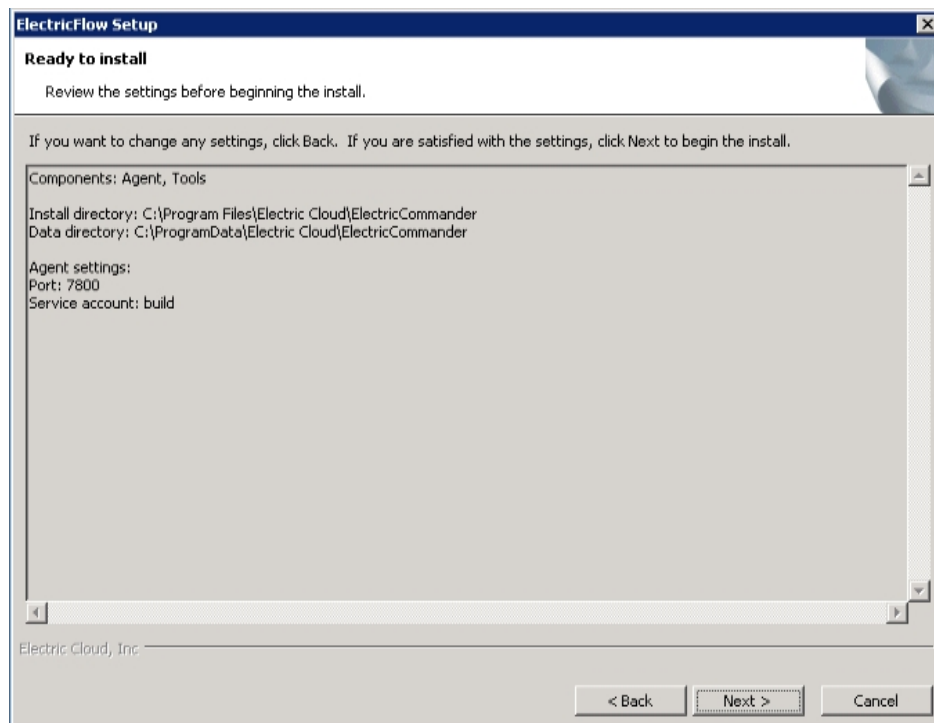 ElectricFlow Setup
Ready to install
Review the settings before beginning the install.
If you want to change any settings, click Back. If you are satisfied with the settings, click Next to begin the install.
Components: Agent, Tools
Install directory: C:\Program Files\Electric Cloud\ElectricCommander
Data directory: C:\ProgramData\Electric Cloud\ElectricCommander
Agent settings:
Port: 7800
Service account: build
Electric Cloud, Inc
< Back
Next >
Cancel